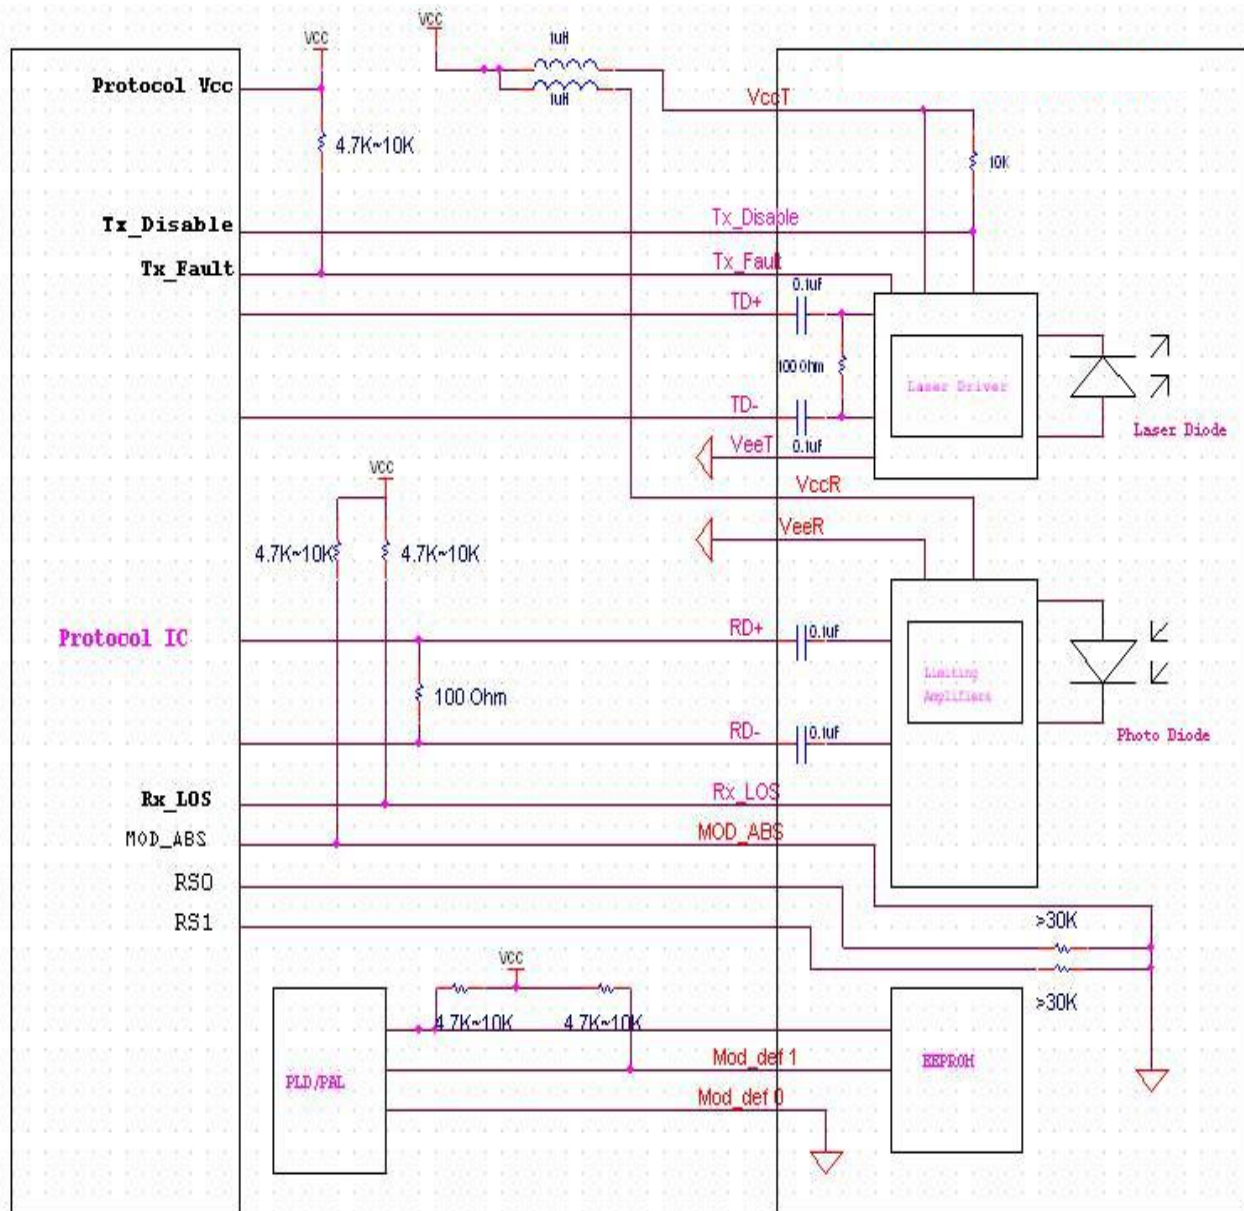 VCC
VCC
1uH
1uH
Protocol Vcc
VccT
4.7K~10K
10K
Tx_Disable
Tx_Disable
Tx_Fault
Tx_Fault
0.1uf
TD+
100 Ohm
Laser Driver
TD-
Laser Diode
VeeT
0.1uf
VCC
VccR
VeeR
4.7K~10K
4.7K~10K
Protocol IC
RD+
0.1uf
Limiting
Amplifiers
100 Ohm
RD-
0.1uf
Photo Diode
Rx_LOS
Rx_LOS
MOD_ABS
MOD_ABS
RS0
RS1
>30K
VCC
>30K
4.7K~10K
4.7K~10K
Mod_def 1
EEPROM
PLD/PAL
Mod_def 0